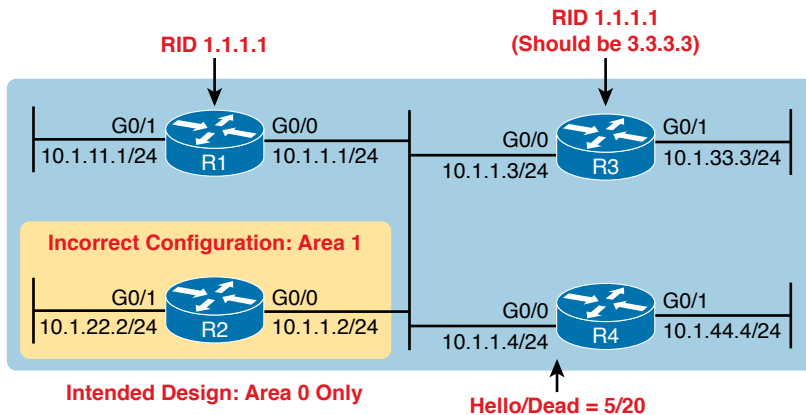 RID 1.1.1.1
RID 1.1.1.1
(Should be 3.3.3.3)
G0/1
G0/0
10.1.11.1/24
R1
10.1.1.1/24
G0/0
G0/1
10.1.1.3/24
R3
10.1.33.3/24
Incorrect Configuration: Area 1
G0/1
G0/0
10.1.22.2/24
R2
10.1.1.2/24
G0/0
G0/1
10.1.1.4/24
R4
10.1.44.4/24
Intended Design: Area 0 Only
Hello/Dead = 5/20